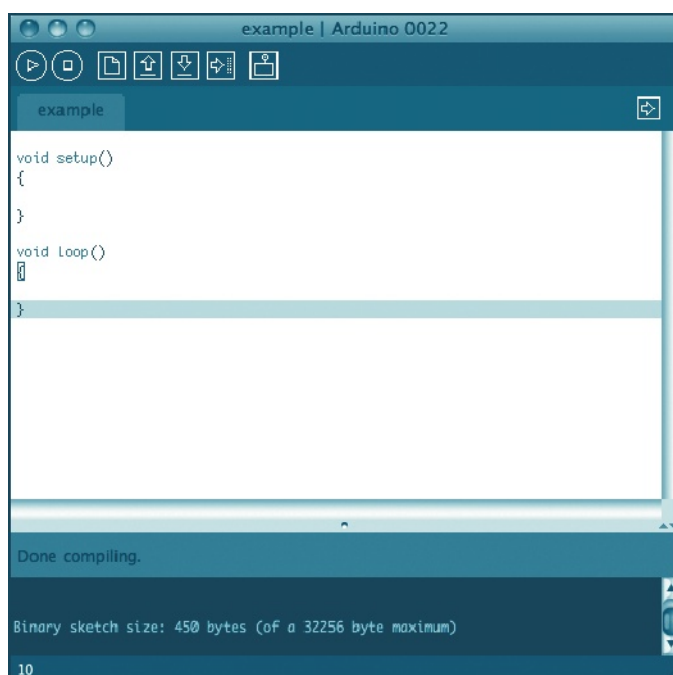 example | Arduino 0022
example
void setup()
{
}
void loop()
{
}
Done compiling.
Binary sketch size: 450 bytes (of a 32256 byte maximum)
10